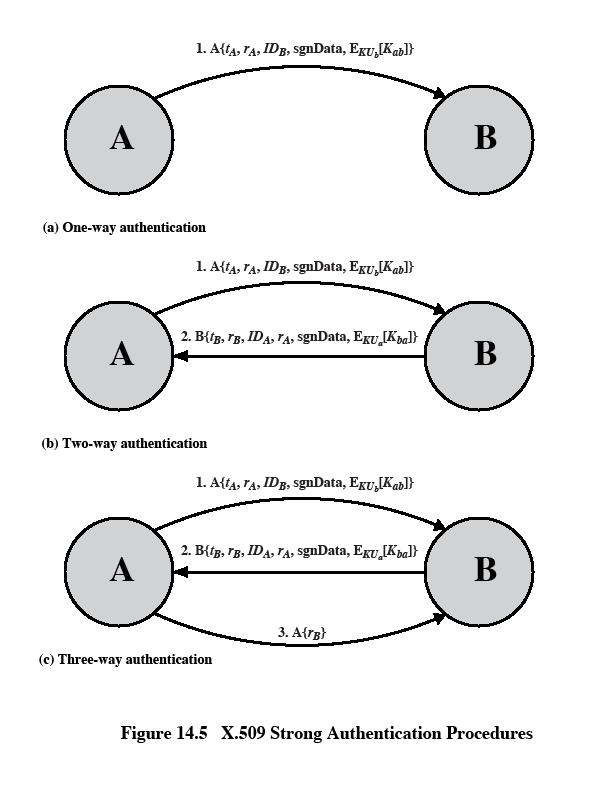 1. A{tA, rA, IDB, sgnData, EKUb[Kab]}
A
B
(a) One-way authentication
1. A{tA, rA, IDB, sgnData, EKUb[Kab]}
2. B{tB, rB, IDA, rA, sgnData, EKUa[Kba]}
A
B
(b) Two-way authentication
1. A{tA, rA, IDB, sgnData, EKUb[Kab]}
2. B{tB, rB, IDA, rA, sgnData, EKUa[Kba]}
A
B
3. A{rB}
(c) Three-way authentication
Figure 14.5 X.509 Strong Authentication Procedures